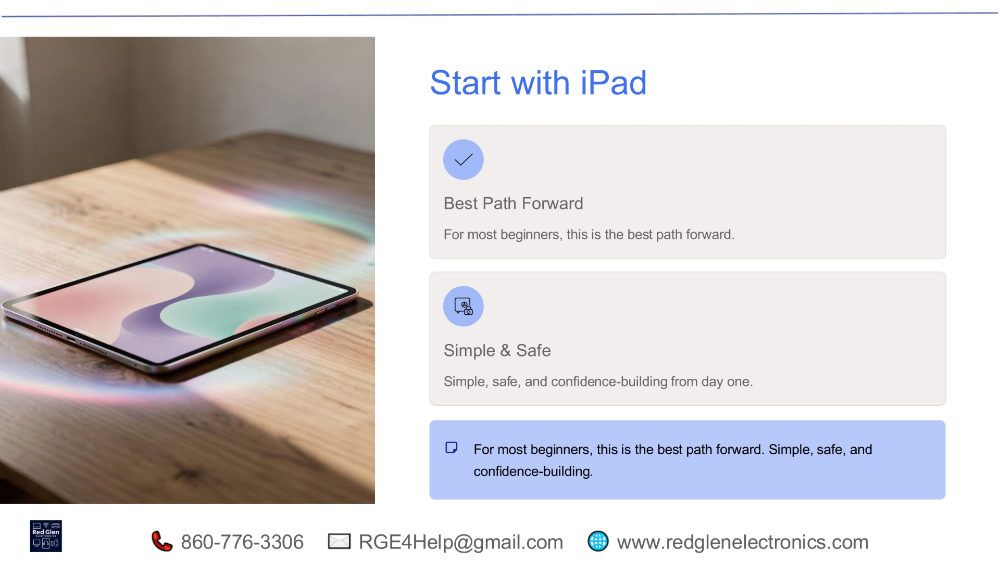 Start with iPad
Best Path Forward
For most beginners, this is the best path forward.
Simple & Safe
Simple, safe, and confidence-building from day one.
For most beginners, this is the best path forward. Simple, safe, and
confidence-building.
Red Glen
ELECTRONICS
860-776-3306
RGE4Help@gmail.com
www.redglenelectronics.com